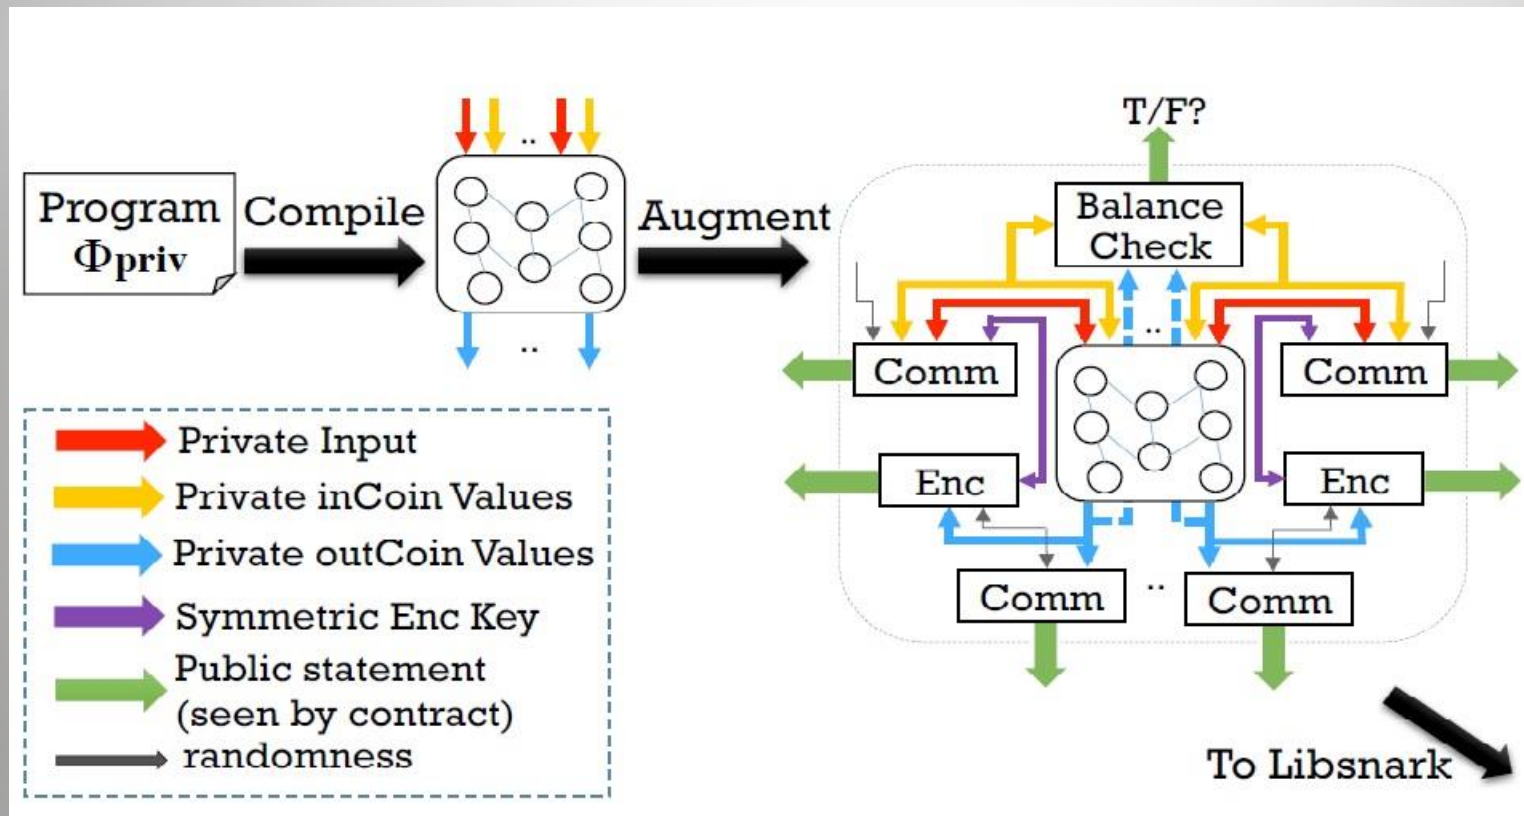 Program
Φpriv
Compile
..
..
Augment
T/F?
Balance
Check
..
Comm
Comm
Enc
Enc
Comm
..
Comm
Private Input
Private inCoin Values
Private outCoin Values
Symmetric Enc Key
Public statement
(seen by contract)
randomness
To Libsnark